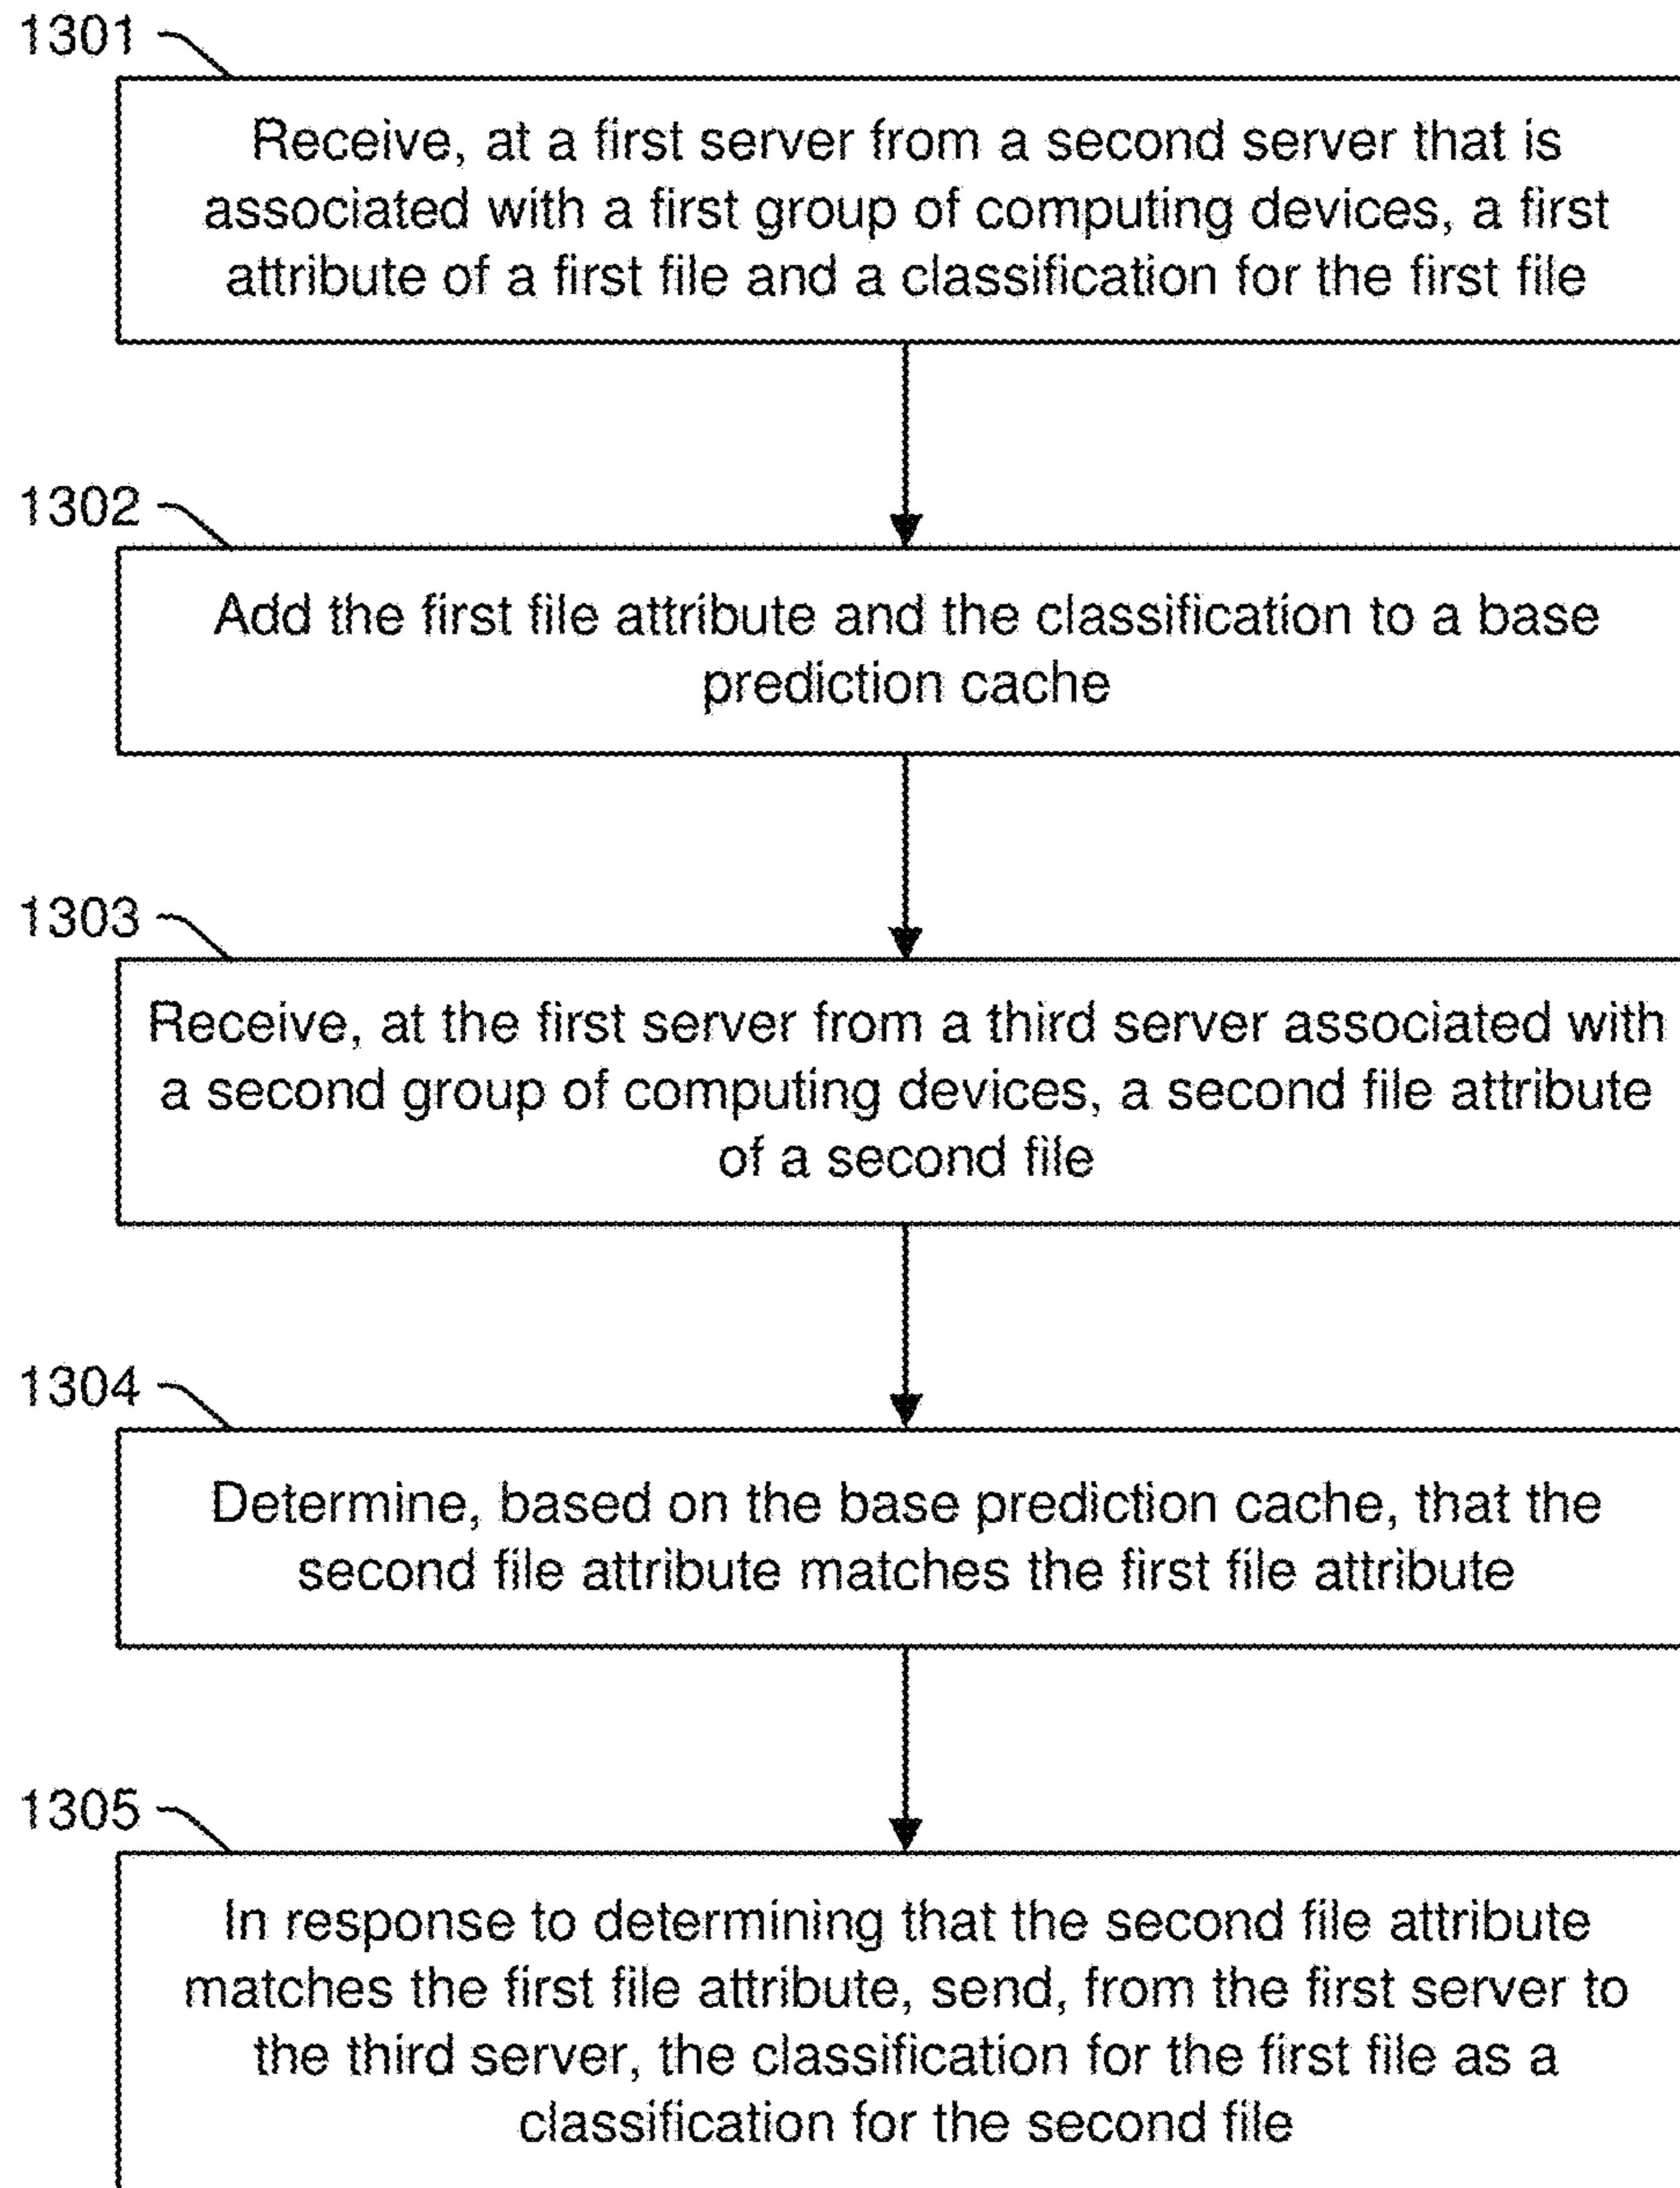 1301
Receive, at a first server from a second server that is
associated with a first group of computing devices, a first
attribute of a first file and a classification for the first file
1302
Add the first file attribute and the classification to a base
prediction cache
1303
Receive, at the first server from a third server associated with
a second group of computing devices, a second file attribute
of a second file
1304
Determine, based on the base prediction cache, that the
second file attribute matches the first file attribute
1305
In response to determining that the second file attribute
matches the first file attribute, send, from the first server to
the third server, the classification for the first file as a
classification for the second file